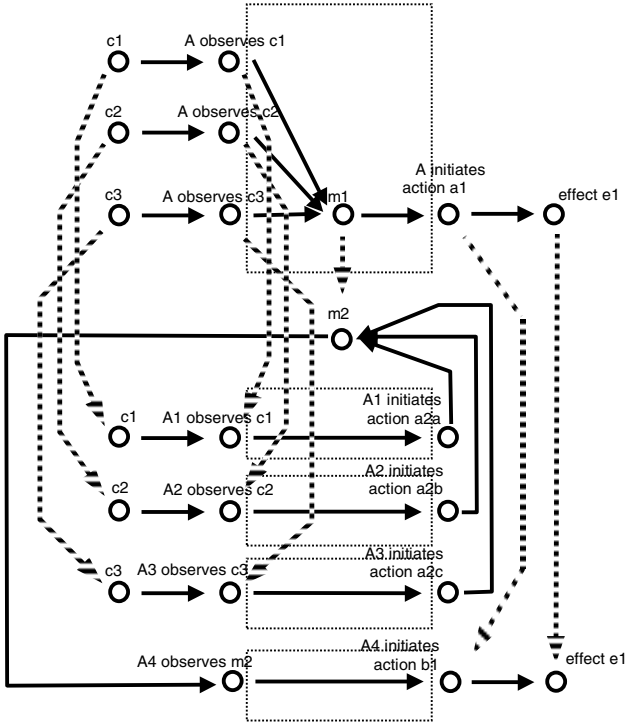 c1
A observes c1
c2
A observes c2
c3
A observes c3
m1
A initiates
action a1
effect e1
m2
c1
A1 observes c1
A1 initiates
action a2a
c2
A2 observes c2
A2 initiates
action a2b
c3
A3 observes c3
A3 initiates
action a2c
A4 observes m2
A4 initiates
action b1
effect e1